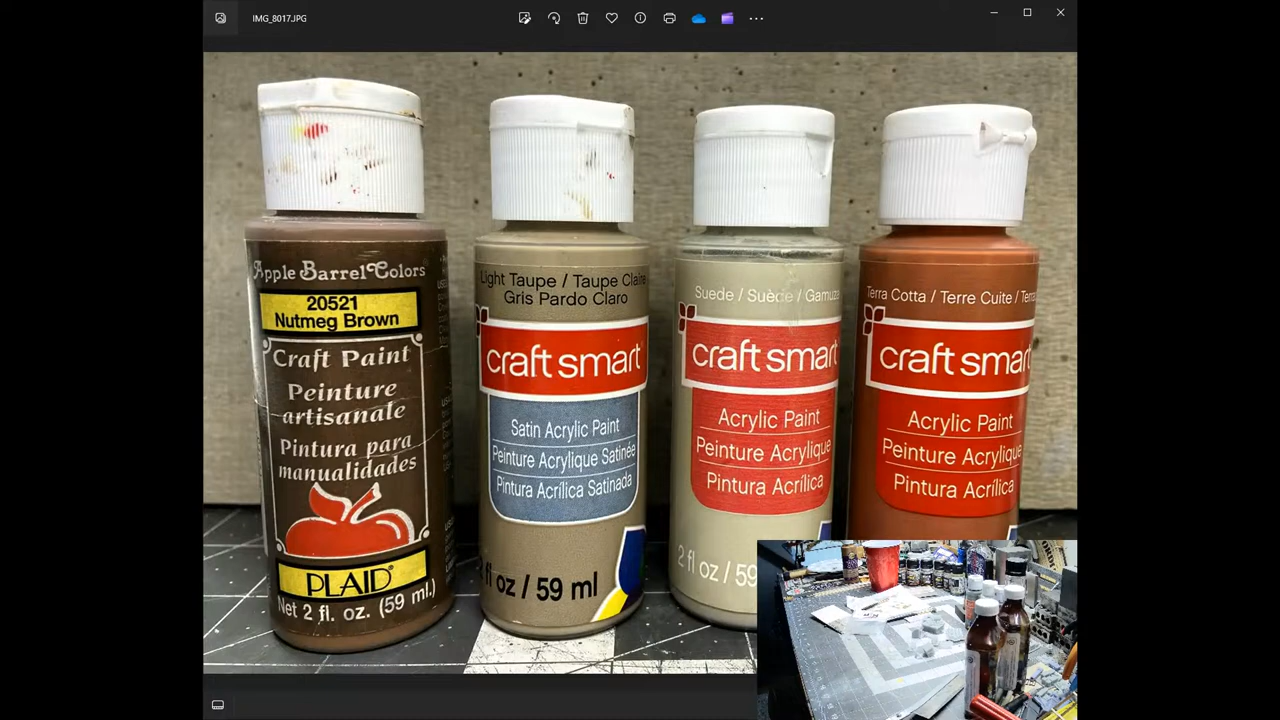 IMG_8017.JPG
Apple Barrel Colors
20521
Nutmeg Brown
Craft Paint
Peinture
artisanale
Pintura para
manualidades
PLAID
Net 2 fl. oz. (59 ml.)
Light Taupe / Taupe Claire
Gris Pardo Claro
craft smart
Satin Acrylic Paint
Peinture Acrylique Satinée
Pintura Acrílica Satinada
fl oz / 59 ml
Suede / Suède / Gamuza
craft smart
Acrylic Paint
Peinture Acrylique
Pintura Acrílica
2 fl oz / 59
Terra Cotta / Terre Cuite /
craft smart
Acrylic Paint
Peinture Acrylique
Pintura Acrílica